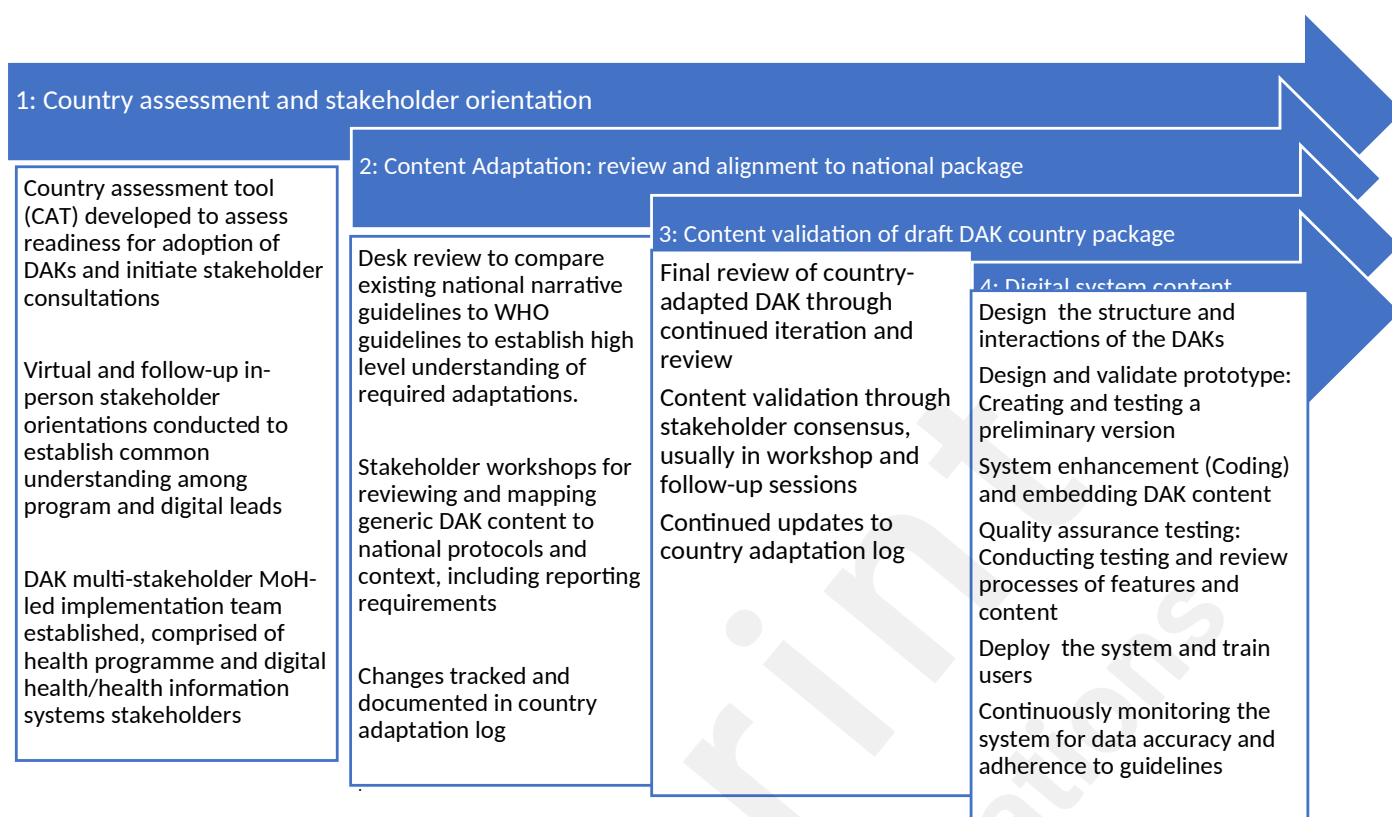 1: Country assessment and stakeholder orientation
2: Content Adaptation: review and alignment to national package
3: Content validation of draft DAK country package
4: Digital system content
Country assessment tool
(CAT) developed to assess
readiness for adoption of
DAKs and initiate stakeholder
consultations
Virtual and follow-up in-
person stakeholder
orientations conducted to
establish common
understanding among
program and digital leads
DAK multi-stakeholder MoH-
led implementation team
established, comprised of
health programme and digital
health/health information
systems stakeholders
Desk review to compare
existing national narrative
guidelines to WHO
guidelines to establish high
level understanding of
required adaptations.
Stakeholder workshops for
reviewing and mapping
generic DAK content to
national protocols and
context, including reporting
requirements
Changes tracked and
documented in country
adaptation log
.
Final review of country-
adapted DAK through
continued iteration and
review
Content validation through
stakeholder consensus,
usually in workshop and
follow-up sessions
Continued updates to
country adaptation log
Design the structure and
interactions of the DAKs
Design and validate prototype:
Creating and testing a
preliminary version
System enhancement (Coding)
and embedding DAK content
Quality assurance testing:
Conducting testing and review
processes of features and
content
Deploy the system and train
users
Continuously monitoring the
system for data accuracy and
adherence to guidelines
rint
ations